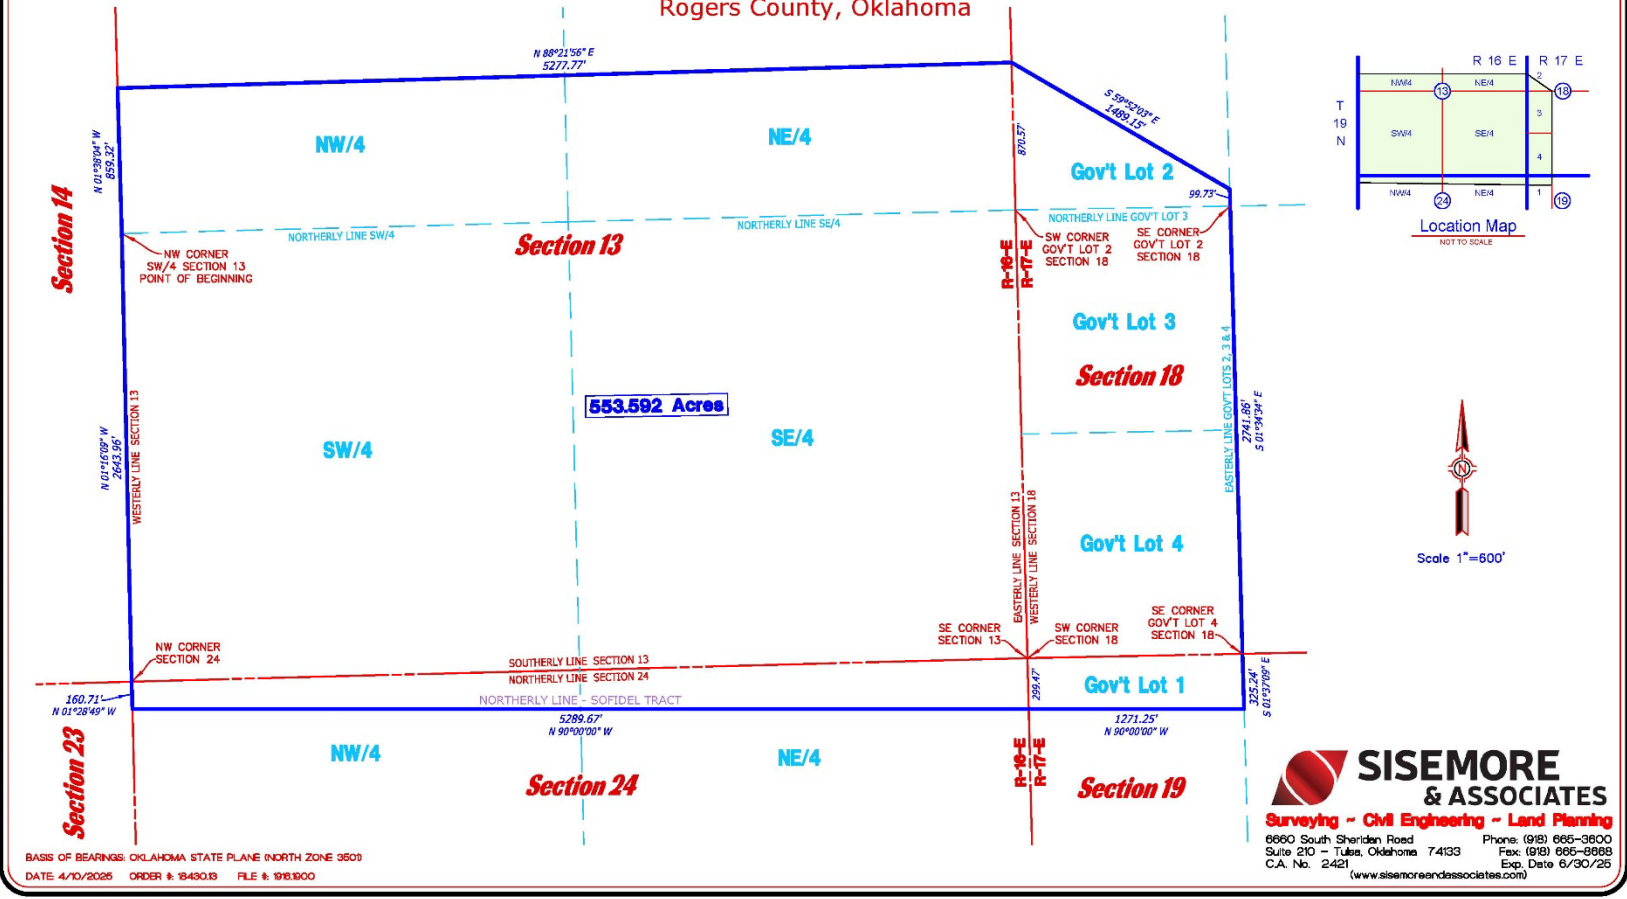 Rogers County, Oklahoma
N 88°21'56" E
5277.77'
S 59°52'03" E
1489.15'
N 01°38'04" W
859.32'
NW/4
NE/4
870.57'
Gov't Lot 2
99.73'
Section 14
NORTHERLY LINE SW/4
NORTHERLY LINE SE/4
NORTHERLY LINE GOV'T LOT 3
NW CORNER
SW/4 SECTION 13
POINT OF BEGINNING
Section 13
R-16-E
R-17-E
SW CORNER
GOV'T LOT 2
SECTION 18
SE CORNER
GOV'T LOT 2
SECTION 18
Gov't Lot 3
Section 18
EASTERLY LINE GOV'T LOTS 2, 3 & 4
2741.86'
S 01°34'34" E
553.592 Acres
SW/4
SE/4
N 01°16'09" W
2643.96'
WESTERLY LINE SECTION 13
EASTERLY LINE SECTION 13
WESTERLY LINE SECTION 18
Gov't Lot 4
SE CORNER
SECTION 13
SW CORNER
SECTION 18
SE CORNER
GOV'T LOT 4
SECTION 18
NW CORNER
SECTION 24
SOUTHERLY LINE SECTION 13
NORTHERLY LINE SECTION 24
NORTHERLY LINE - SOFIDEL TRACT
299.47'
Gov't Lot 1
325.24'
S 01°37'09" E
160.71'
N 01°28'49" W
5289.67'
N 90°00'00" W
1271.25'
N 90°00'00" W
Section 23
NW/4
Section 24
NE/4
R-16-E
R-17-E
Section 19
R 16 E
R 17 E
T
19
N
NW/4
13
NE/4
2
18
SW/4
SE/4
3
4
NW/4
24
NE/4
1
19
Location Map
NOT TO SCALE
N
Scale 1"=600'
SISEMORE
& ASSOCIATES
Surveying ~ Civil Engineering ~ Land Planning
6660 South Sheridan Road Phone: (918) 665-3600
Suite 210 - Tulsa, Oklahoma 74133 Fax: (918) 665-8668
C.A. No. 2421 Exp. Date 6/30/25
(www.sisemoreandassociates.com)
BASIS OF BEARINGS: OKLAHOMA STATE PLANE (NORTH ZONE 3501)
DATE: 4/10/2025 ORDER #: 18430.13 FILE #: 1916.1900